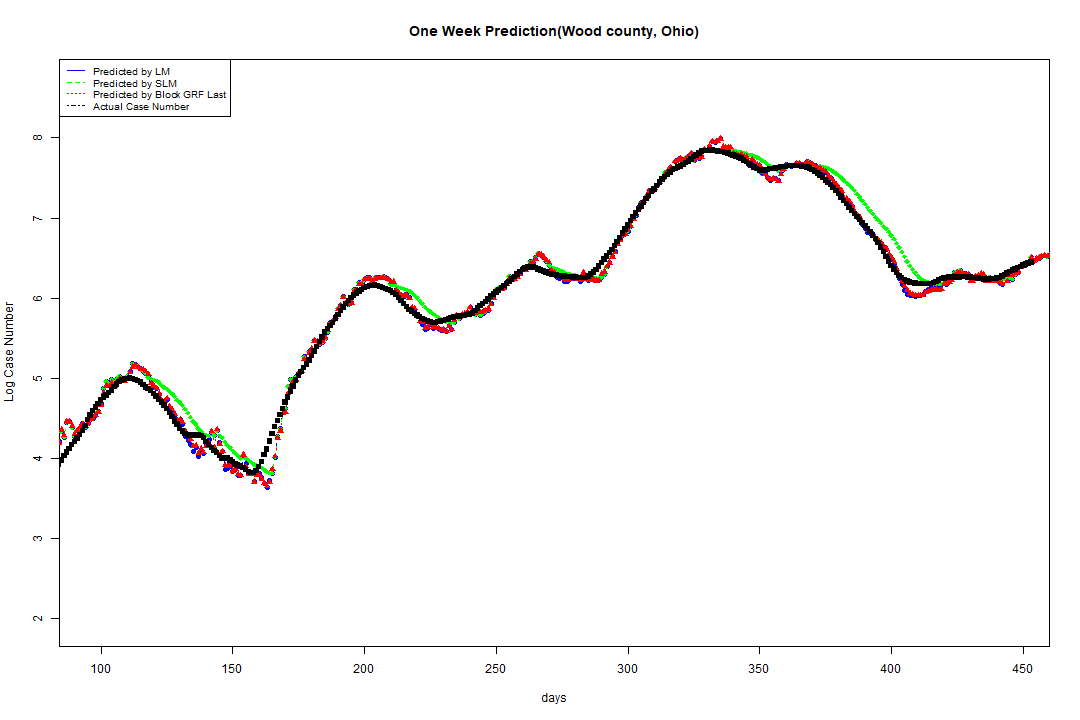 One Week Prediction(Wood county, Ohio)
Predicted by LM
Predicted by SLM
Predicted by Block GRF Last
Actual Case Number
8
7
6
5
4
3
2
Log Case Number
100 150 200 250 300 350 400 450
days